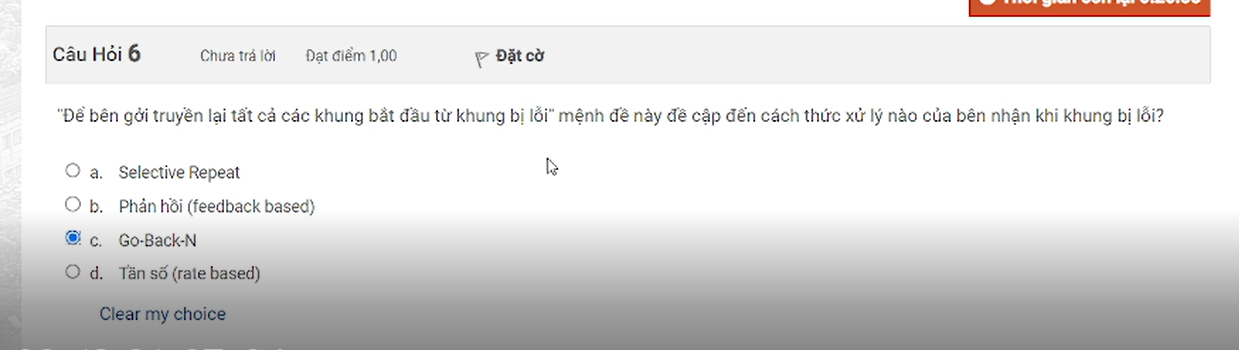 Câu Hỏi 6 Chưa trả lời Đạt điểm 1,00 Đặt cờ
"Để bên gởi truyền lại tất cả các khung bắt đầu từ khung bị lỗi" mệnh đề này đề cập đến cách thức xử lý nào của bên nhận khi khung bị lỗi?
a. Selective Repeat
b. Phản hồi (feedback based)
c. Go-Back-N
d. Tần số (rate based)
Clear my choice